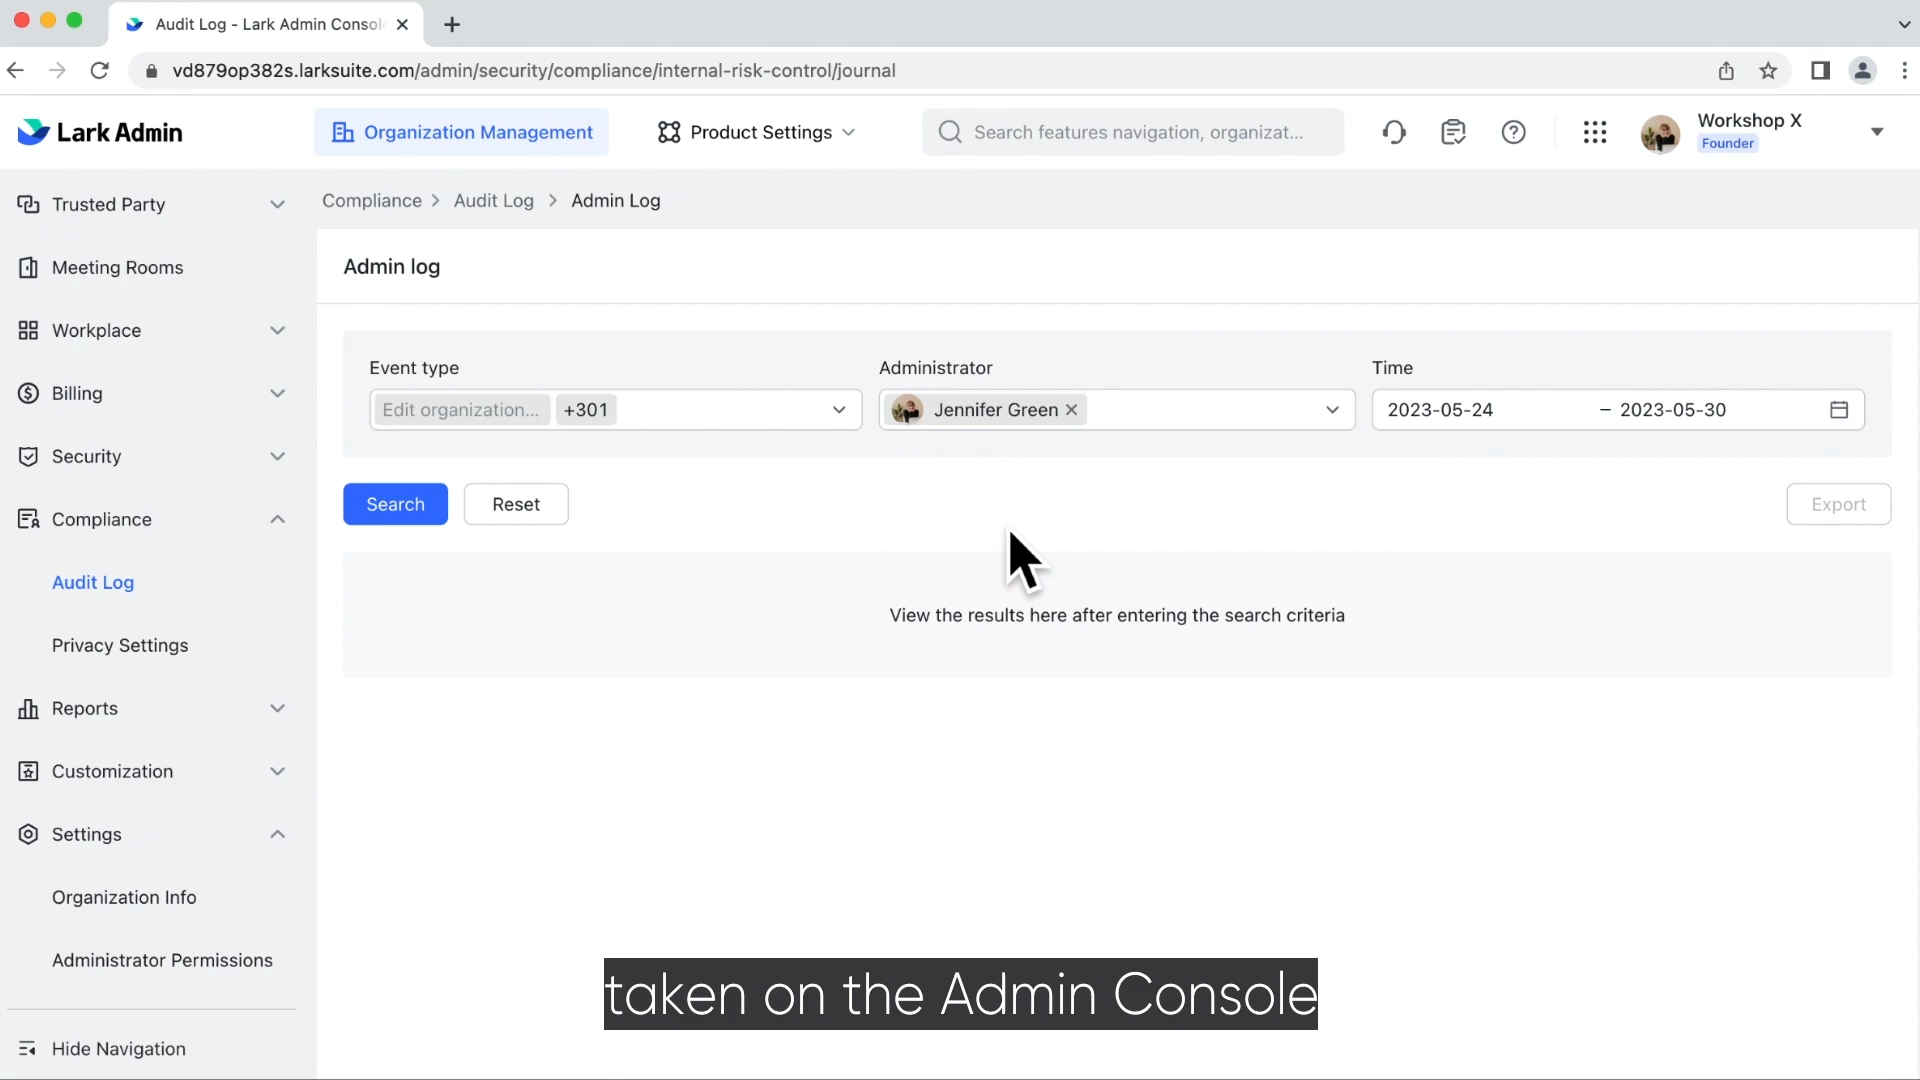 Audit Log - Lark Admin Consol
vd879op382s.larksuite.com/admin/security/compliance/internal-risk-control/journal
Lark Admin
Organization Management
Product Settings
Search features navigation, organizat...
Workshop X
Founder
Trusted Party
Meeting Rooms
Workplace
Billing
Security
Compliance
Audit Log
Privacy Settings
Reports
Customization
Settings
Organization Info
Administrator Permissions
Hide Navigation
Compliance > Audit Log > Admin Log
Admin log
Event type
Edit organization... +301
Administrator
Jennifer Green
Time
2023-05-24 – 2023-05-30
Search
Reset
Export
View the results here after entering the search criteria
taken on the Admin Console